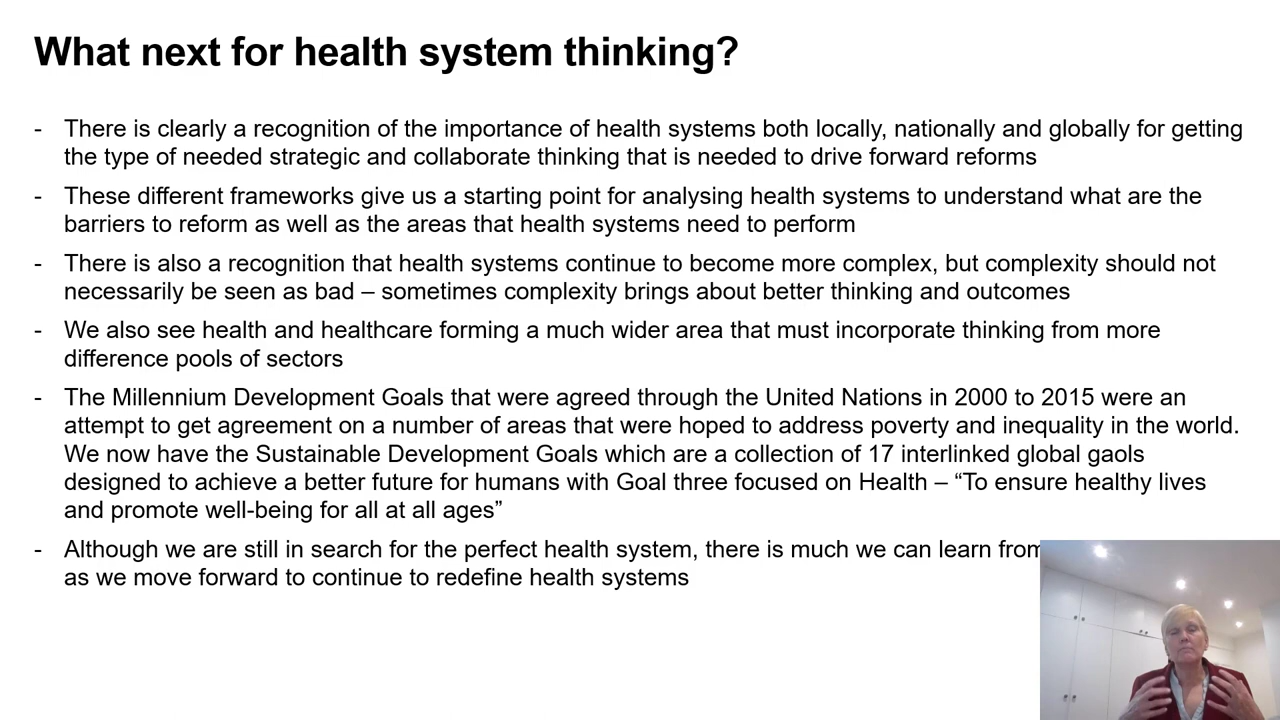 What next for health system thinking?
- There is clearly a recognition of the importance of health systems both locally, nationally and globally for getting
the type of needed strategic and collaborate thinking that is needed to drive forward reforms
- These different frameworks give us a starting point for analysing health systems to understand what are the
barriers to reform as well as the areas that health systems need to perform
- There is also a recognition that health systems continue to become more complex, but complexity should not
necessarily be seen as bad – sometimes complexity brings about better thinking and outcomes
- We also see health and healthcare forming a much wider area that must incorporate thinking from more
difference pools of sectors
- The Millennium Development Goals that were agreed through the United Nations in 2000 to 2015 were an
attempt to get agreement on a number of areas that were hoped to address poverty and inequality in the world.
We now have the Sustainable Development Goals which are a collection of 17 interlinked global gaols
designed to achieve a better future for humans with Goal three focused on Health – “To ensure healthy lives
and promote well-being for all at all ages”
- Although we are still in search for the perfect health system, there is much we can learn from
as we move forward to continue to redefine health systems